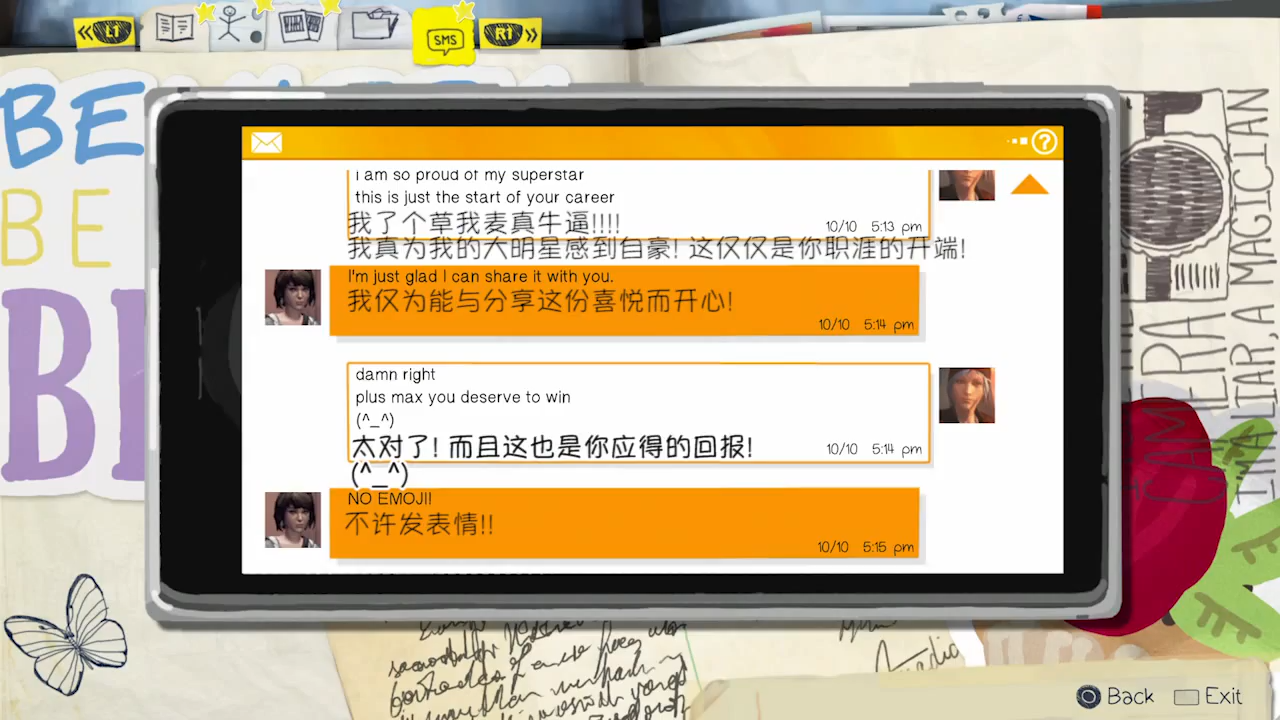 LT
SMS
R1
BE
i am so proud of my superstar
this is just the start of your career
我了个草我麦真牛逼!!!!
10/10 5:13 pm
我真为我的大明星感到自豪! 这仅仅是你职涯的开端!
I'm just glad I can share it with you.
我仅为能与分享这份喜悦而开心!
10/10 5:14 pm
damn right
plus max you deserve to win
(^_^)
太对了! 而且这也是你应得的回报!
10/10 5:14 pm
(^_^)
NO EMOJI!
不许发表情!!
10/10 5:15 pm
BE
CAMERA
LIAR, A MAGICIAN
I'M A
Back
Exit